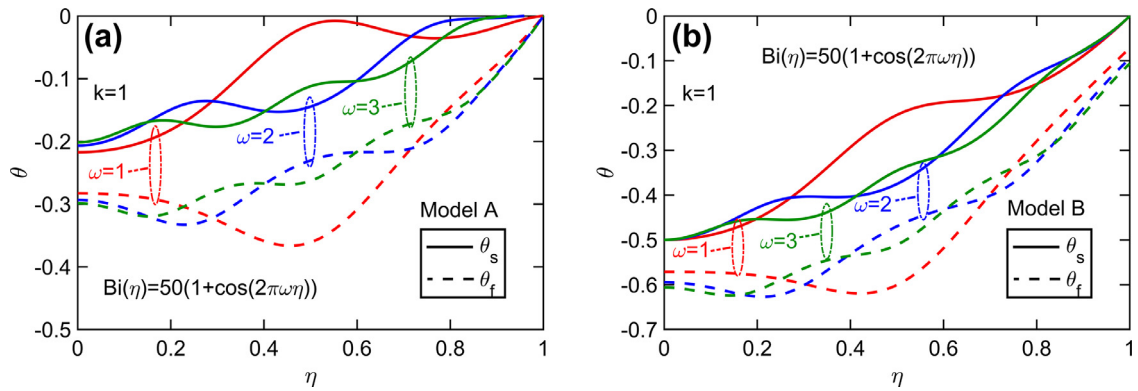 (a)
0
-0.1
-0.2
-0.3
-0.4
-0.5
θ
k=1
ω=1
ω=2
ω=3
Model A
θs
θf
Bi(η)=50(1+cos(2πωη))
0 0.2 0.4 0.6 0.8 1
η
(b)
0
-0.1
-0.2
-0.3
-0.4
-0.5
-0.6
-0.7
θ
Bi(η)=50(1+cos(2πωη))
k=1
ω=1
ω=3
ω=2
Model B
θs
θf
0 0.2 0.4 0.6 0.8 1
η